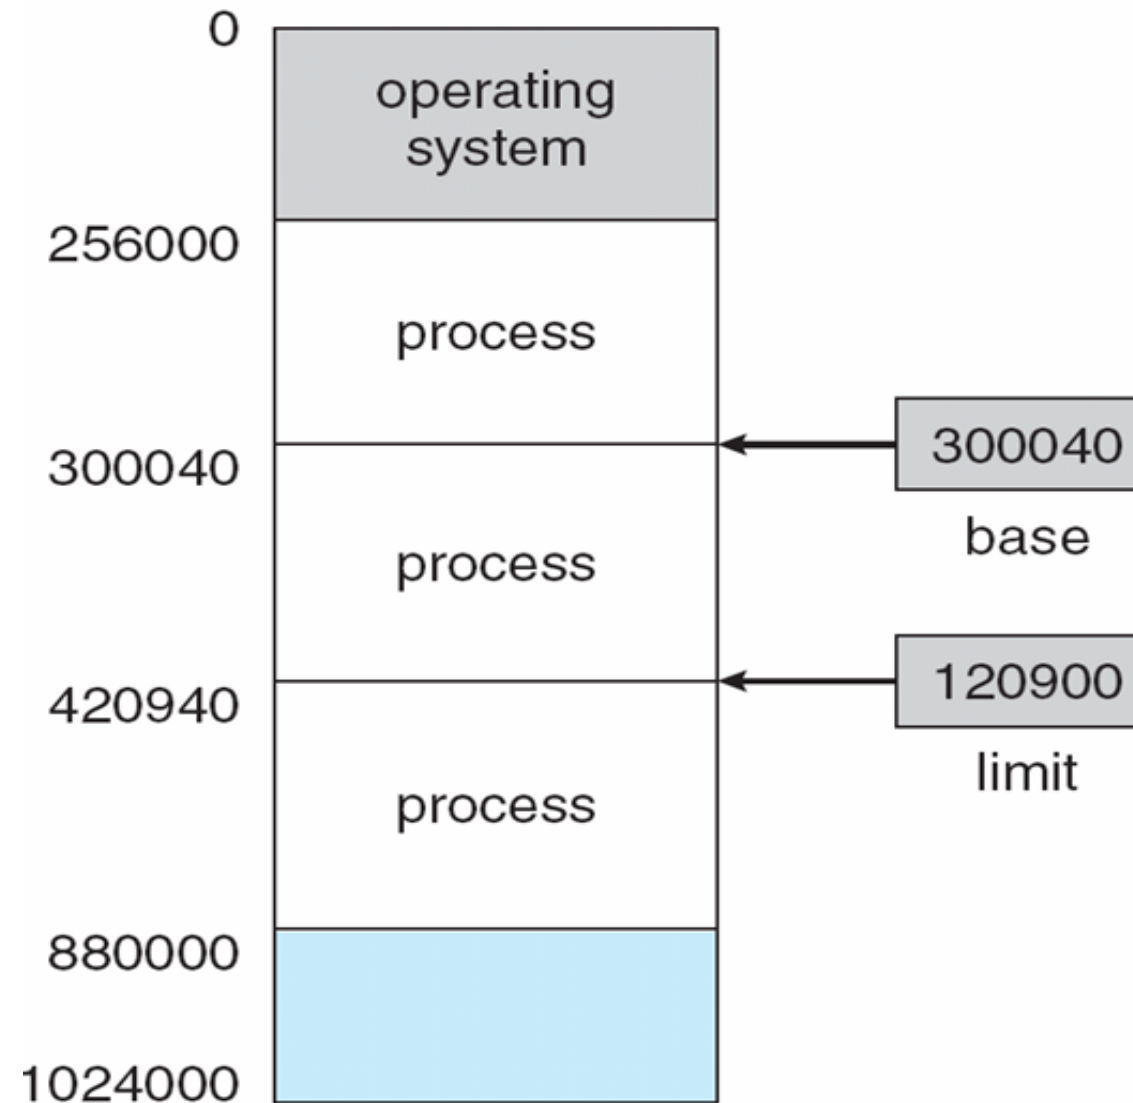 0
operating
system
256000
process
300040
300040
base
process
120900
limit
420940
process
880000
1024000